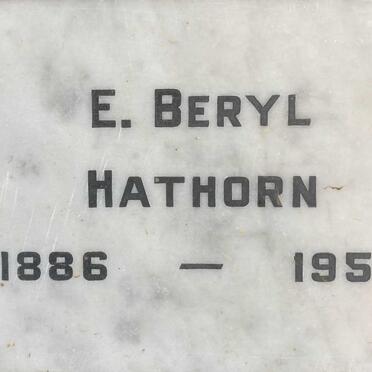 E. BERYL
HATHORN
1886 — 195